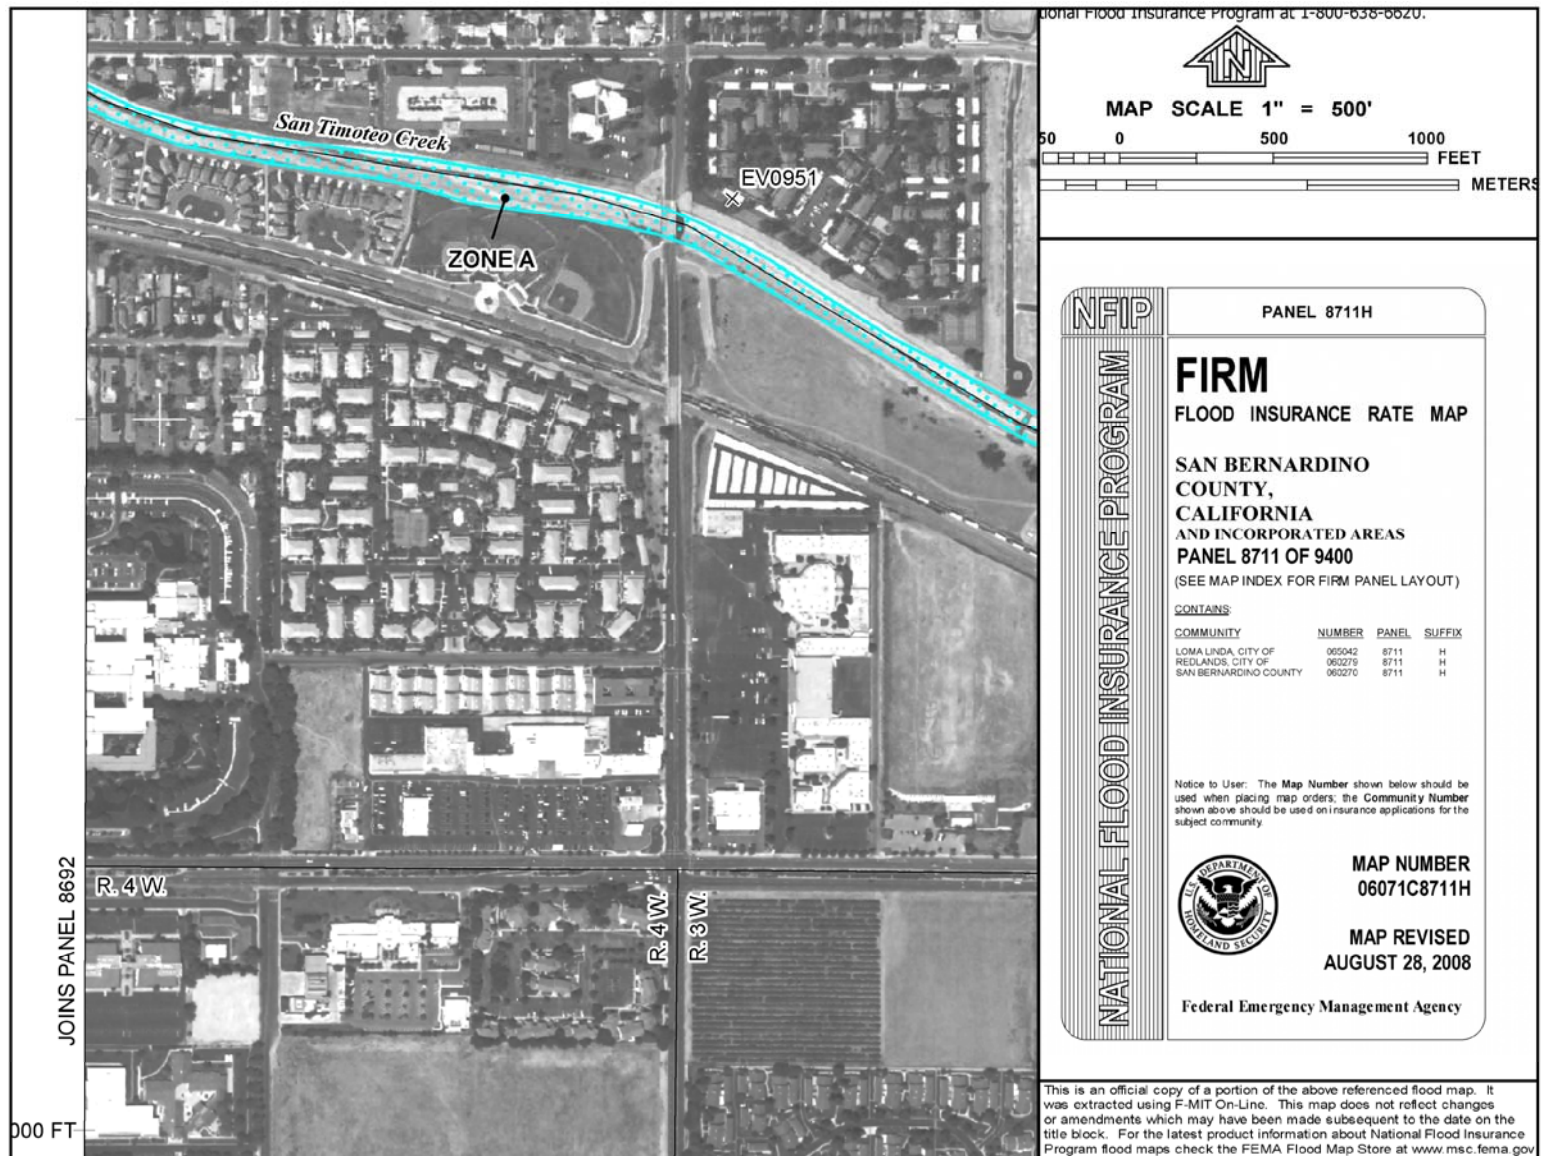 ional Flood Insurance Program at 1-800-638-6620.
N
MAP SCALE 1" = 500'
50 0 500 1000
FEET
METERS
San Timoteo Creek
EV0951
ZONE A
JOINS PANEL 8692
R. 4 W.
R. 4 W.
R. 3 W.
000 FT
NFIP
PANEL 8711H
NATIONAL FLOOD INSURANCE PROGRAM
FIRM
FLOOD INSURANCE RATE MAP
SAN BERNARDINO
COUNTY,
CALIFORNIA
AND INCORPORATED AREAS
PANEL 8711 OF 9400
(SEE MAP INDEX FOR FIRM PANEL LAYOUT)
CONTAINS:
COMMUNITY NUMBER PANEL SUFFIX
LOMA LINDA, CITY OF 065042 8711 H
REDLANDS, CITY OF 060279 8711 H
SAN BERNARDINO COUNTY 060270 8711 H
Notice to User: The Map Number shown below should be
used when placing map orders; the Community Number
shown above should be used on insurance applications for the
subject community.
U.S. DEPARTMENT OF HOMELAND SECURITY
MAP NUMBER
06071C8711H
MAP REVISED
AUGUST 28, 2008
Federal Emergency Management Agency
This is an official copy of a portion of the above referenced flood map. It
was extracted using F-MIT On-Line. This map does not reflect changes
or amendments which may have been made subsequent to the date on the
title block. For the latest product information about National Flood Insurance
Program flood maps check the FEMA Flood Map Store at www.msc.fema.gov